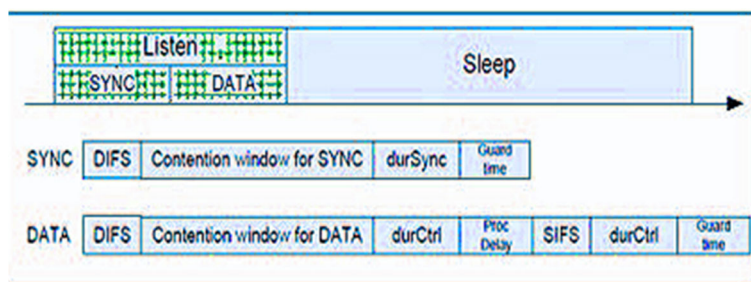 Listen
Sleep
SYNC DATA
SYNC DIFS Contention window for SYNC durSync Guard time
DATA DIFS Contention window for DATA durCtrl Proc Delay SIFS durCtrl Guard time